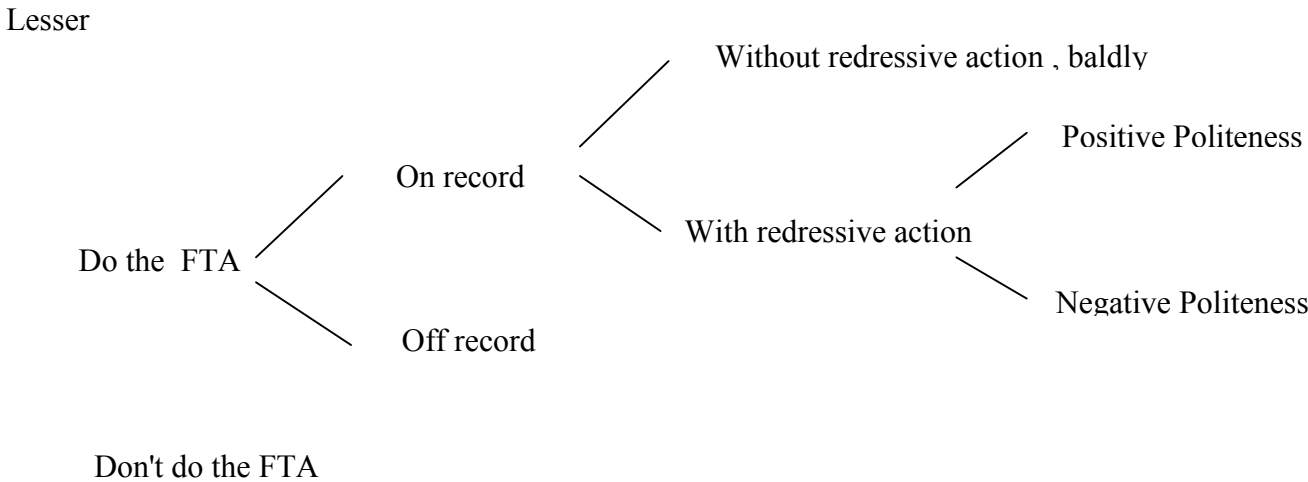 Lesser
Without redressive action , baldly
Positive Politeness
On record
With redressive action
Do the FTA
Negative Politeness
Off record
Don't do the FTA